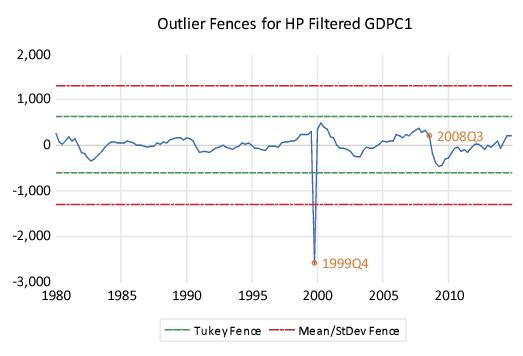 Outlier Fences for HP Filtered GDPC1
2,000
1,000
0
-1,000
-2,000
-3,000
2008Q3
1999Q4
1980 1985 1990 1995 2000 2005 2010
Tukey Fence Mean/StDev Fence